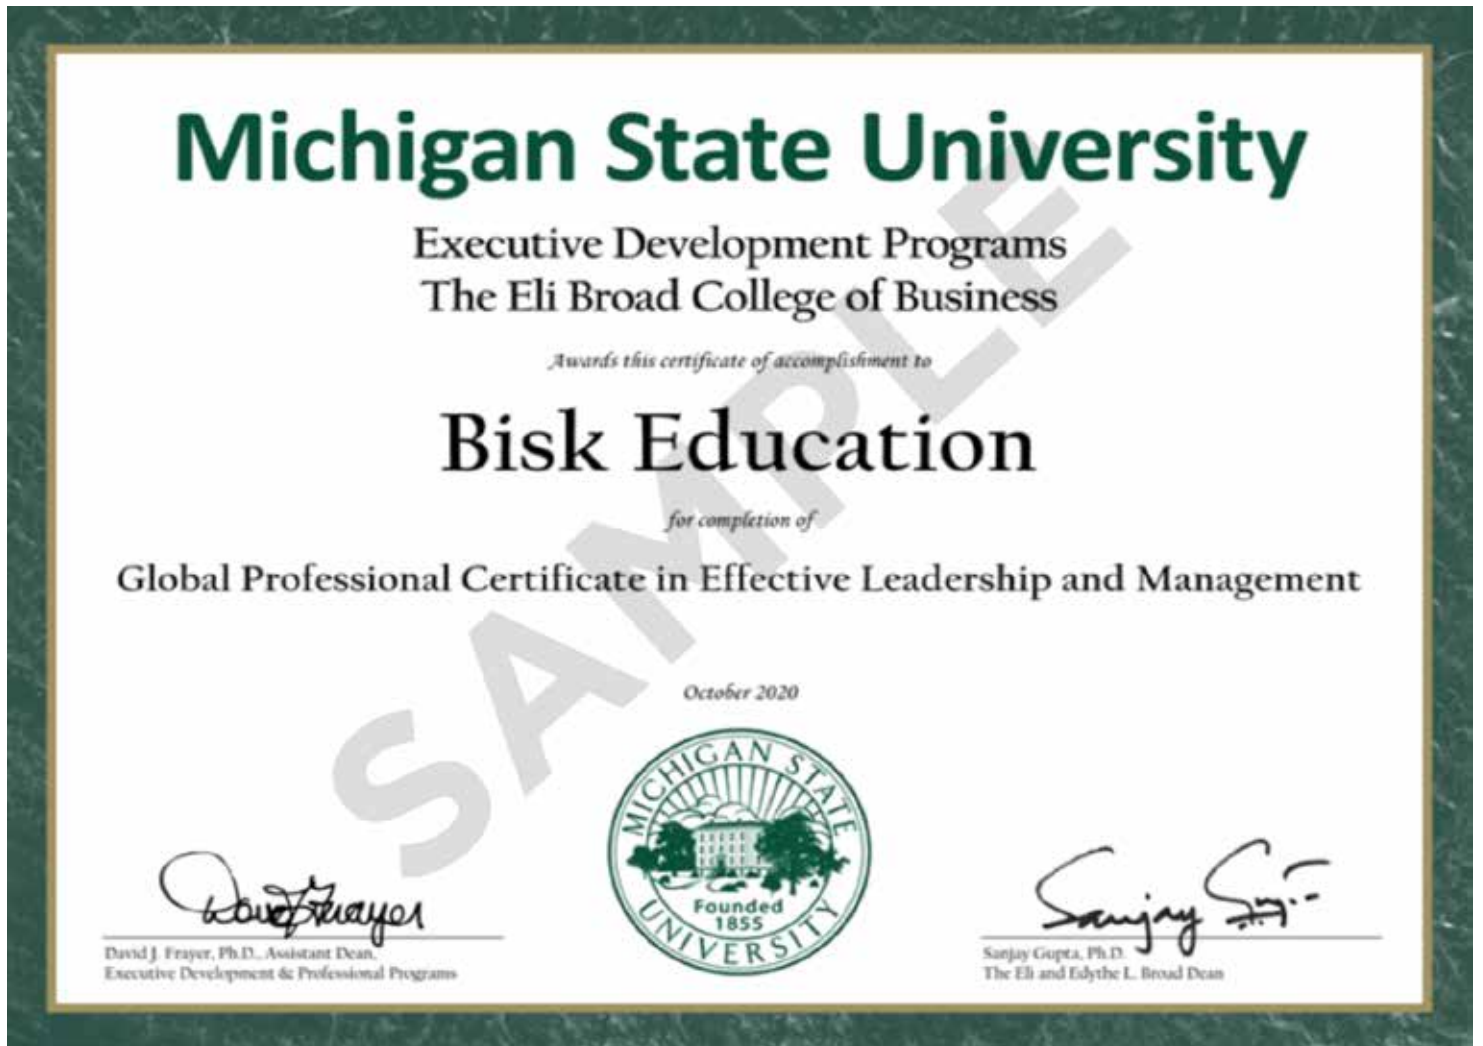 Michigan State University
Executive Development Programs
The Eli Broad College of Business
Awards this certificate of accomplishment to
Bisk Education
for completion of
Global Professional Certificate in Effective Leadership and Management
SAMPLE
October 2020
MICHIGAN STATE
UNIVERSITY
Founded
1855
David J. Frayer
David J. Frayer, Ph.D., Assistant Dean,
Executive Development & Professional Programs
Sanjay
Sanjay Gupta, Ph.D.
The Eli and Edythe L. Broad Dean